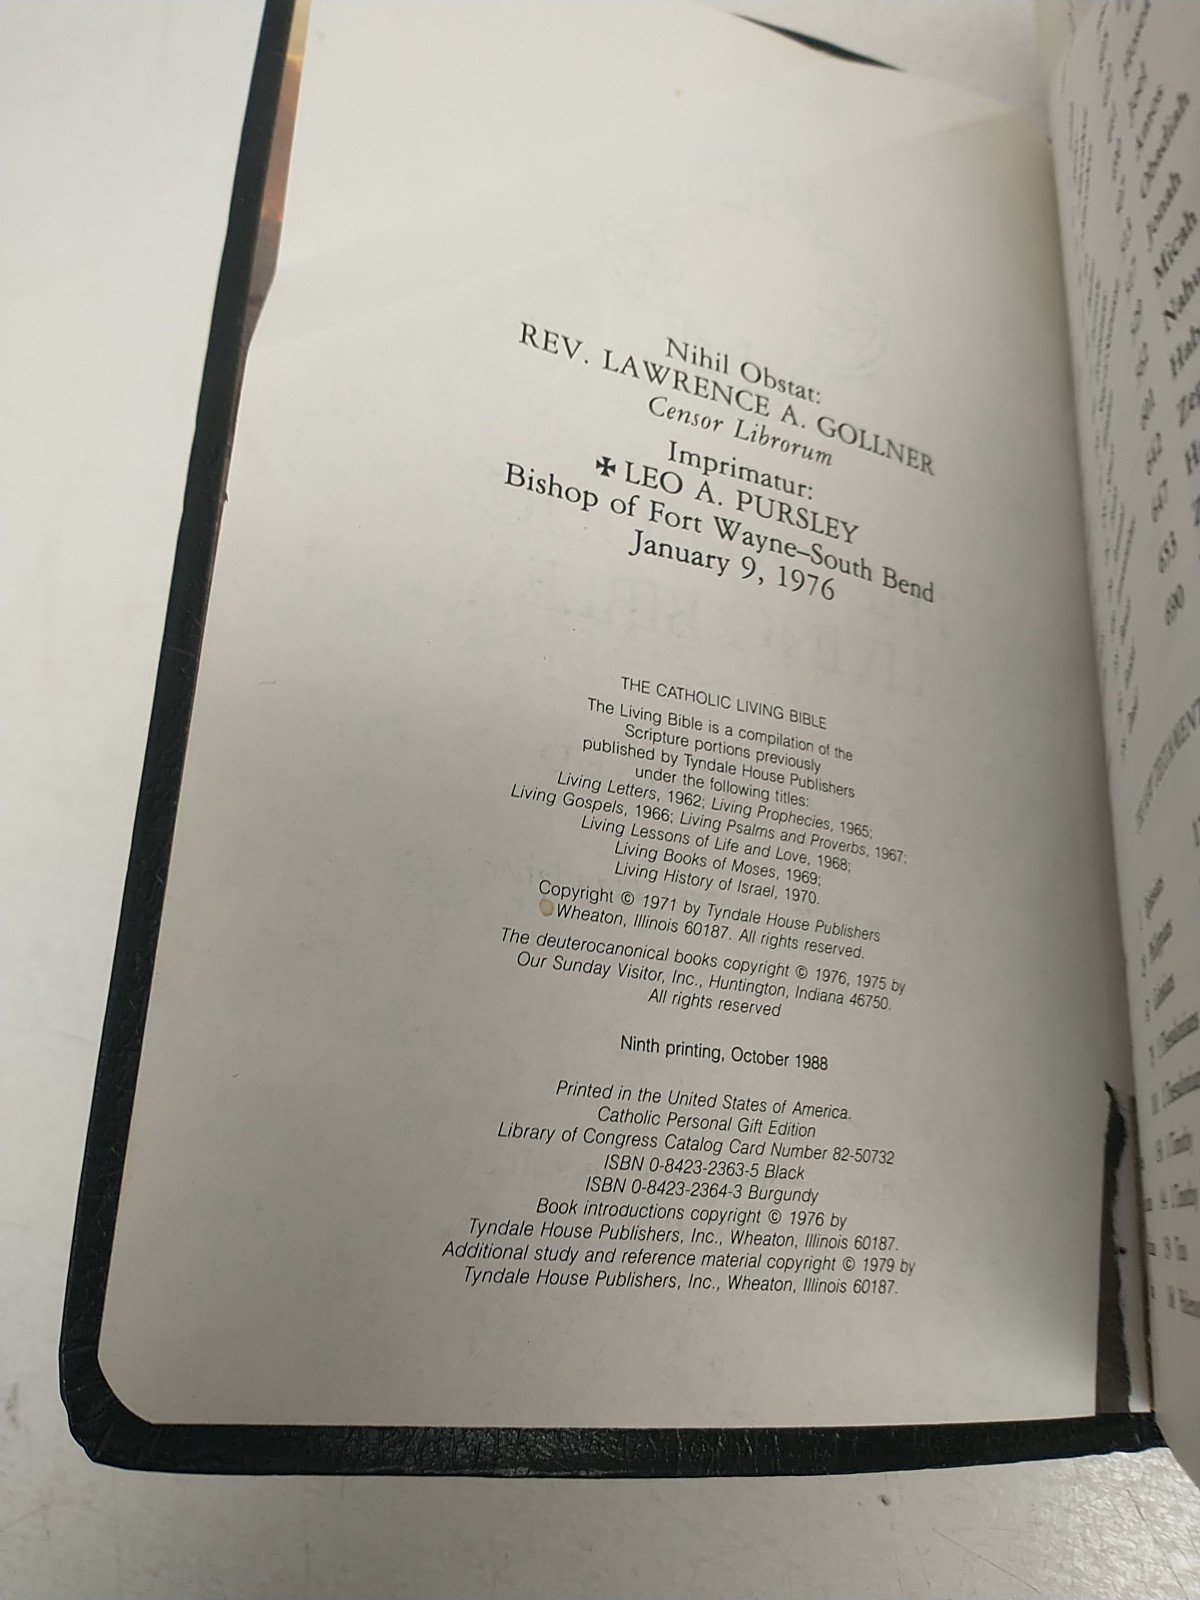 Nihil Obstat:
REV. LAWRENCE A. GOLLNER
Censor Librorum
Imprimatur:
✠ LEO A. PURSLEY
Bishop of Fort Wayne–South Bend
January 9, 1976
THE CATHOLIC LIVING BIBLE
The Living Bible is a compilation of the
Scripture portions previously
published by Tyndale House Publishers
under the following titles:
Living Letters, 1962; Living Prophecies, 1965;
Living Gospels, 1966; Living Psalms and Proverbs, 1967;
Living Lessons of Life and Love, 1968;
Living Books of Moses, 1969;
Living History of Israel, 1970.
Copyright © 1971 by Tyndale House Publishers
Wheaton, Illinois 60187. All rights reserved.
The deuterocanonical books copyright © 1976, 1975 by
Our Sunday Visitor, Inc., Huntington, Indiana 46750.
All rights reserved
Ninth printing, October 1988
Printed in the United States of America.
Catholic Personal Gift Edition
Library of Congress Catalog Card Number 82-50732
ISBN 0-8423-2363-5 Black
ISBN 0-8423-2364-3 Burgundy
Book introductions copyright © 1976 by
Tyndale House Publishers, Inc., Wheaton, Illinois 60187.
Additional study and reference material copyright © 1979 by
Tyndale House Publishers, Inc., Wheaton, Illinois 60187.
Amos
Obadiah
Jonah
Micah
647
653
690